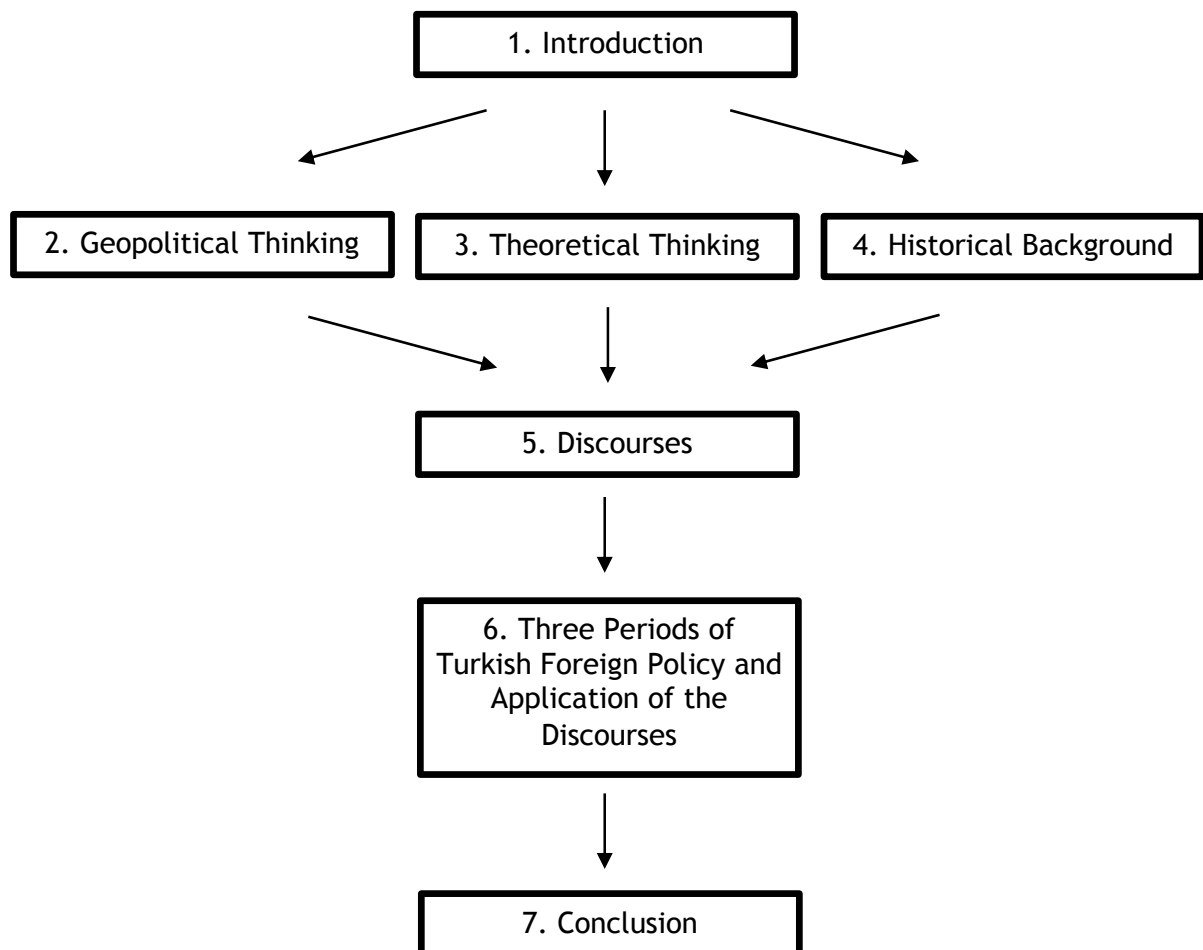 1. Introduction
2. Geopolitical Thinking
3. Theoretical Thinking
4. Historical Background
5. Discourses
6. Three Periods of
Turkish Foreign Policy and
Application of the
Discourses
7. Conclusion